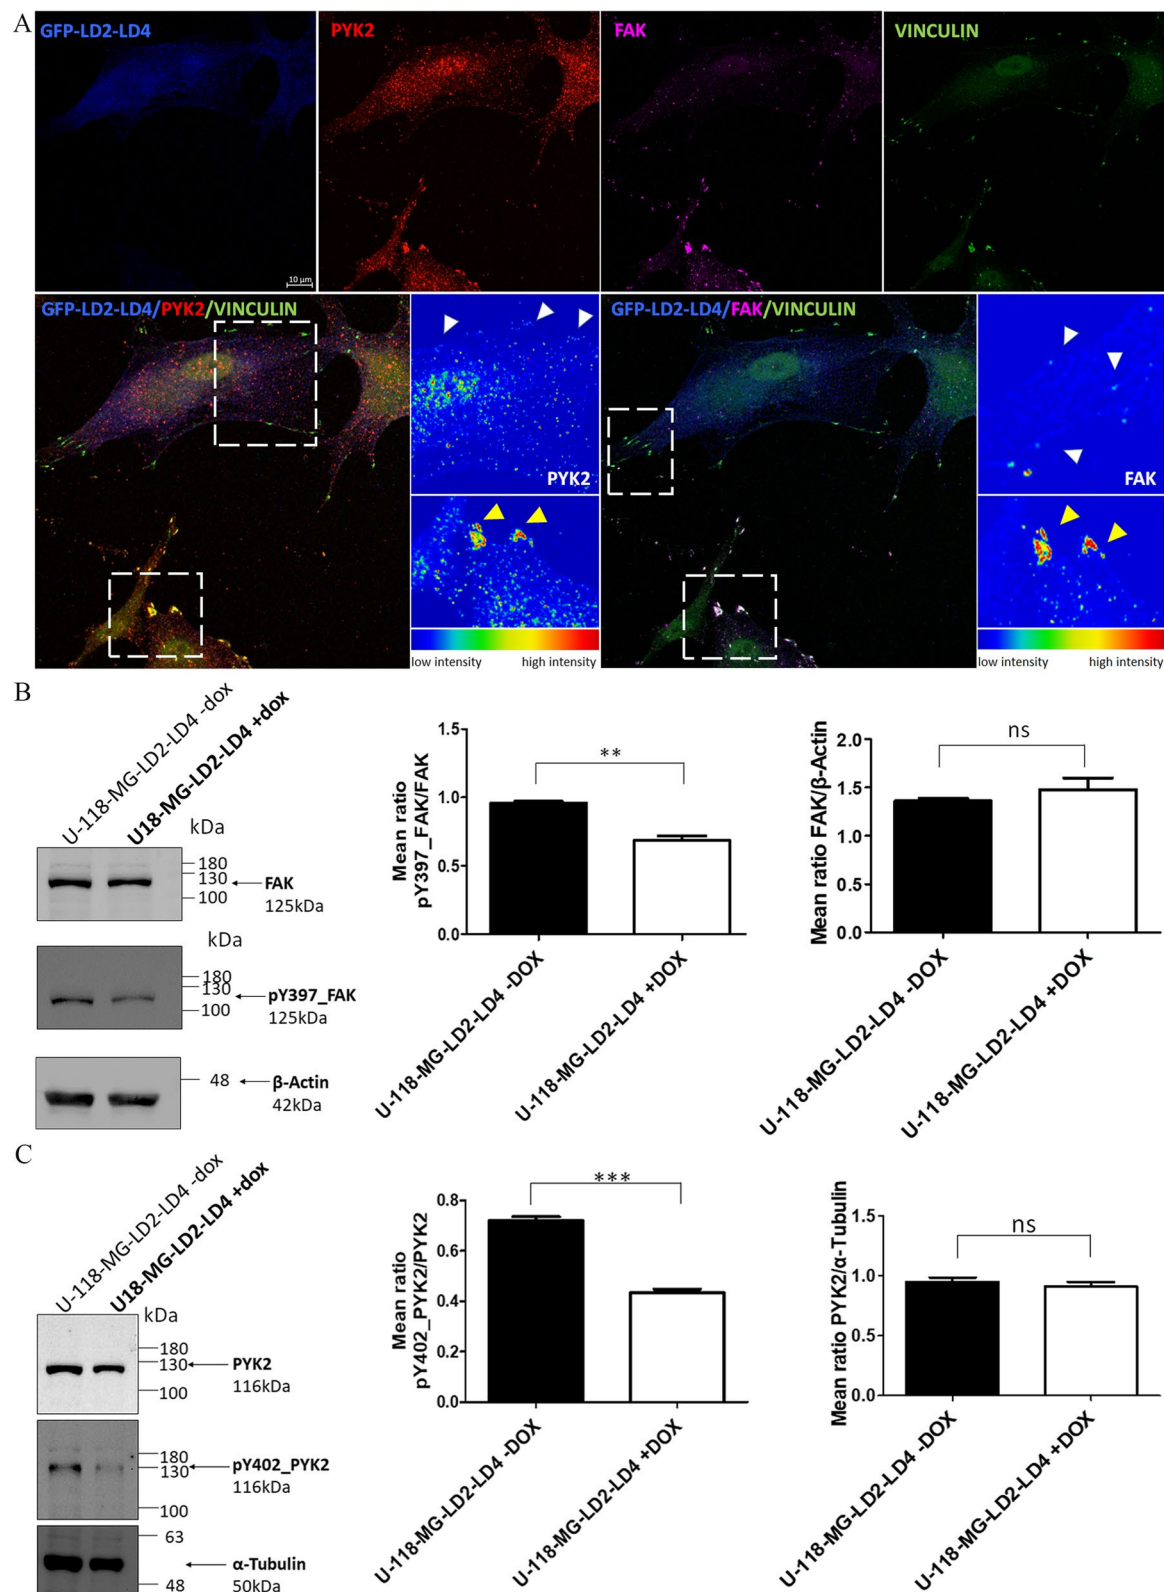 A
GFP-LD2-LD4
PYK2
FAK
VINCULIN
10 µm
GFP-LD2-LD4/PYK2/VINCULIN
PYK2
GFP-LD2-LD4/FAK/VINCULIN
FAK
low intensity high intensity
low intensity high intensity
B
U-118-MG-LD2-LD4 -dox
U18-MG-LD2-LD4 +dox
kDa
180
130
100
FAK
125kDa
kDa
180
130
100
pY397_FAK
125kDa
48
β-Actin
42kDa
Mean ratio
pY397_FAK/FAK
1.5
1.0
0.5
0.0
**
U-118-MG-LD2-LD4 -DOX
U-118-MG-LD2-LD4 +DOX
Mean ratio FAK/β-Actin
2.0
1.5
1.0
0.5
0.0
ns
U-118-MG-LD2-LD4 -DOX
U-118-MG-LD2-LD4 +DOX
C
U-118-MG-LD2-LD4 -dox
U18-MG-LD2-LD4 +dox
kDa
180
130
100
PYK2
116kDa
180
130
100
pY402_PYK2
116kDa
63
48
α-Tubulin
50kDa
Mean ratio
pY402_PYK2/PYK2
0.8
0.6
0.4
0.2
0.0
***
U-118-MG-LD2-LD4 -DOX
U-118-MG-LD2-LD4 +DOX
Mean ratio PYK2/α-Tubulin
1.5
1.0
0.5
0.0
ns
U-118-MG-LD2-LD4 -DOX
U-118-MG-LD2-LD4 +DOX